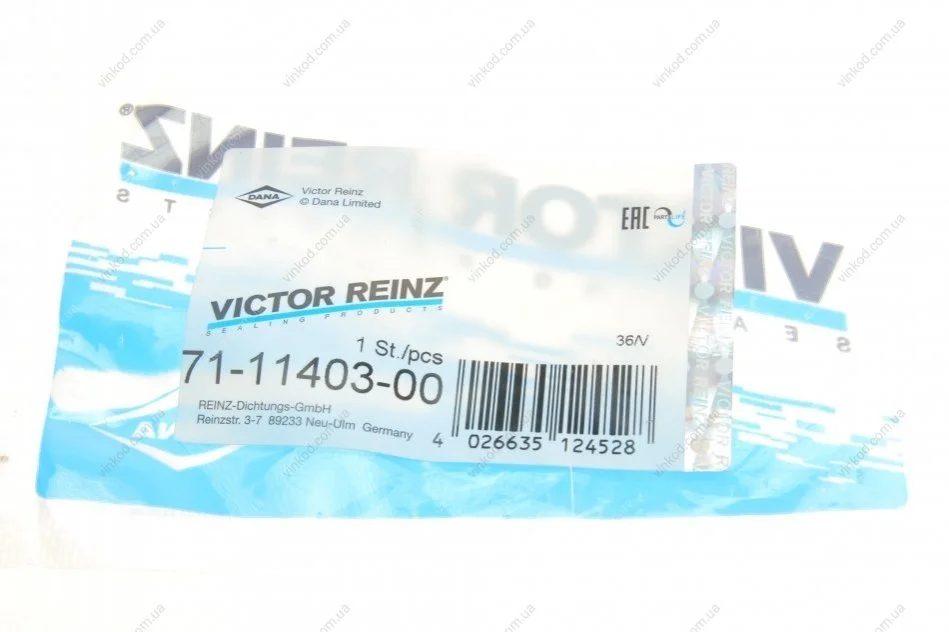 DANA
Victor Reinz
© Dana Limited
EAC PARTSLIFE
VICTOR REINZ®
SEALING PRODUCTS
36/V
1 St./pcs
71-11403-00
REINZ-Dichtungs-GmbH
Reinzstr. 3-7 89233 Neu-Ulm Germany
4 026635 124528
vinkod.com.ua